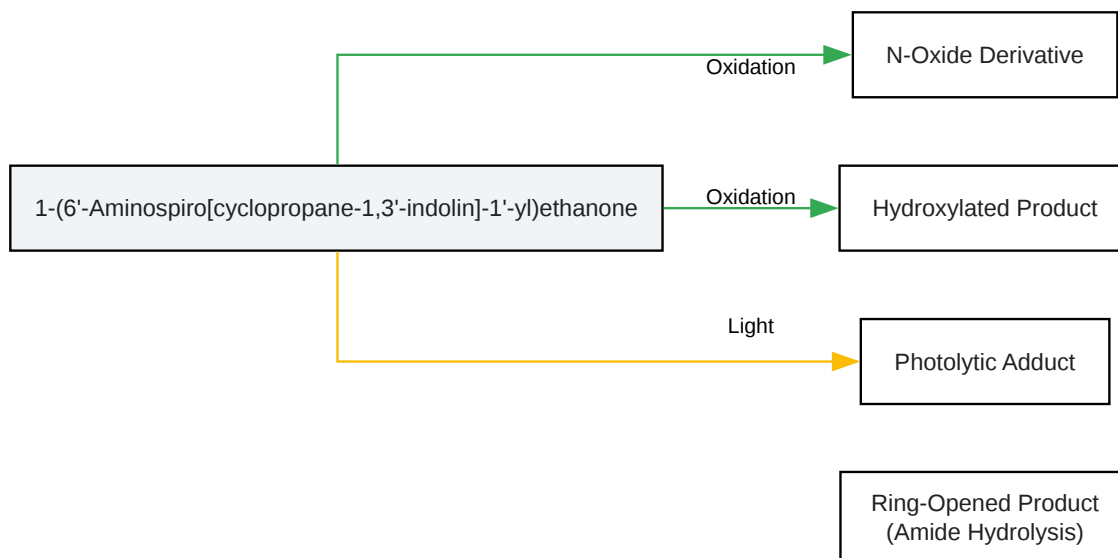 N-Oxide Derivative
Oxidation
1-(6'-Aminospiro[cyclopropane-1,3'-indolin]-1'-yl)ethanone
Oxidation
Hydroxylated Product
Light
Photolytic Adduct
Ring-Opened Product
(Amide Hydrolysis)